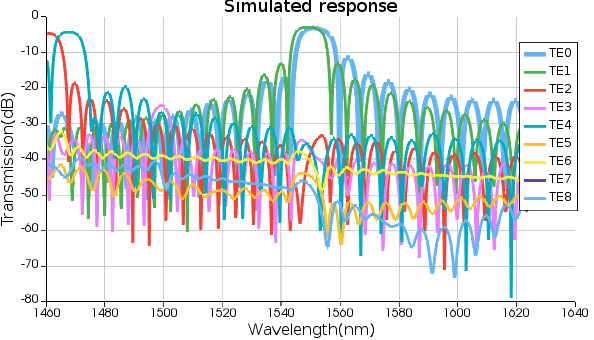 Simulated response
Transmission(dB)
0
-10
-20
-30
-40
-50
-60
-70
-80
1460
1480
1500
1520
1540
1560
1580
1600
1620
1640
Wavelength(nm)
TE0
TE1
TE2
TE3
TE4
TE5
TE6
TE7
TE8